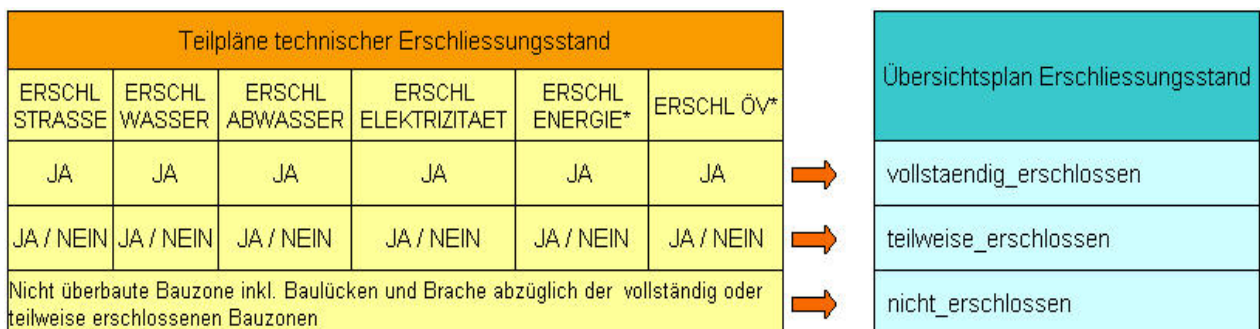 Teilpläne technischer Erschliessungsstand
Übersichtsplan Erschliessungsstand
ERSCHL STRASSE
ERSCHL WASSER
ERSCHL ABWASSER
ERSCHL ELEKTRIZITAET
ERSCHL ENERGIE*
ERSCHL ÖV*
JA JA JA JA JA JA
vollstaendig_erschlossen
JA / NEIN JA / NEIN JA / NEIN JA / NEIN JA / NEIN JA / NEIN
teilweise_erschlossen
Nicht überbaute Bauzone inkl. Baulücken und Brache abzüglich der vollständig oder
teilweise erschlossenen Bauzonen
nicht_erschlossen